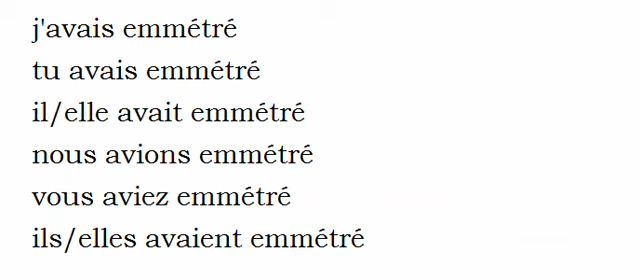 j'avais emmétré
tu avais emmétré
il/elle avait emmétré
nous avions emmétré
vous aviez emmétré
ils/elles avaient emmétré